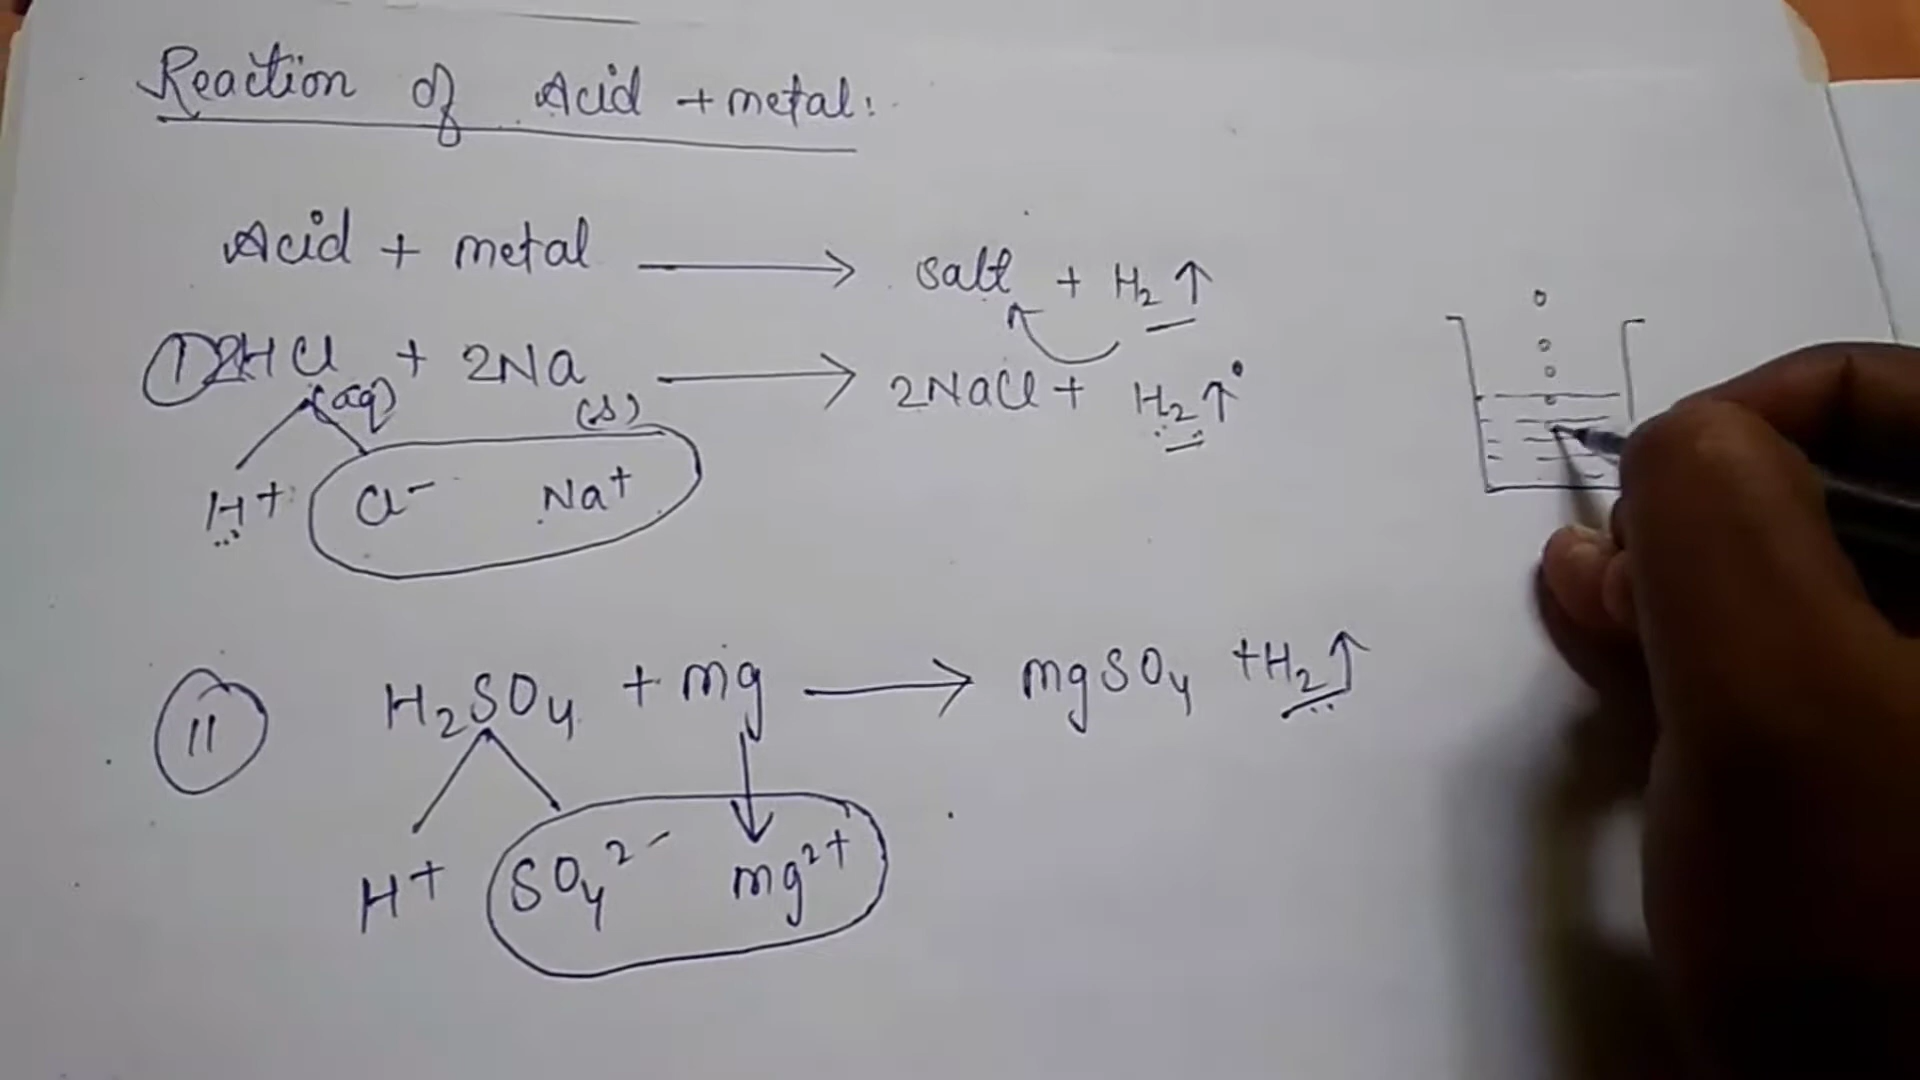 Reaction of Acid + metal:
Acid + metal → Salt + H₂↑
① 2HCl(aq) + 2Na(s) → 2NaCl + H₂↑
H⁺ Cl⁻ Na⁺
⑪ H₂SO₄ + mg → mgSO₄ + H₂↑
H⁺ SO₄²⁻ mg²⁺